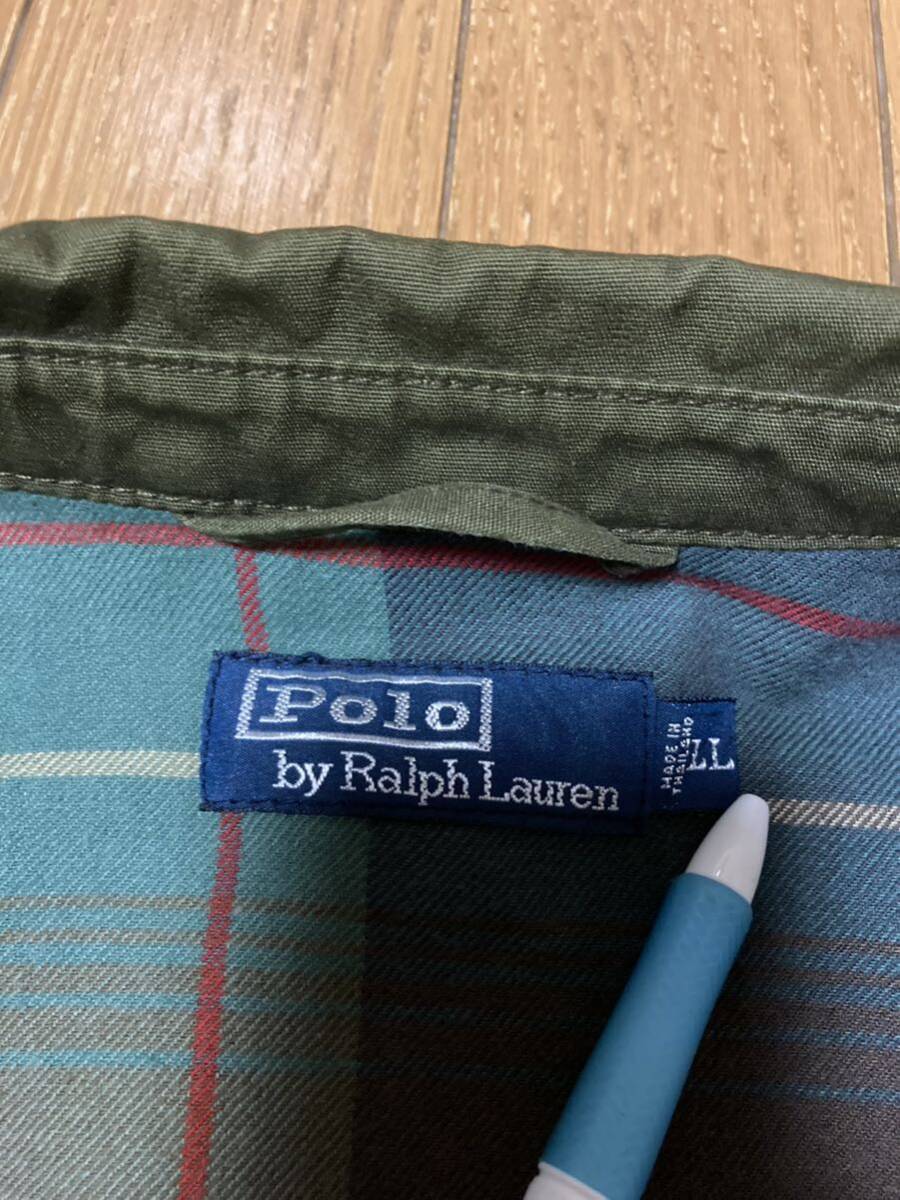 Polo
by Ralph Lauren
MADE IN
THAILAND
LL